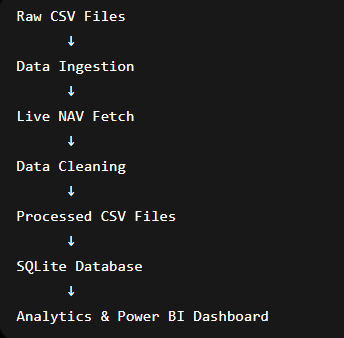 Raw CSV Files
↓
Data Ingestion
↓
Live NAV Fetch
↓
Data Cleaning
↓
Processed CSV Files
↓
SQLite Database
↓
Analytics & Power BI Dashboard